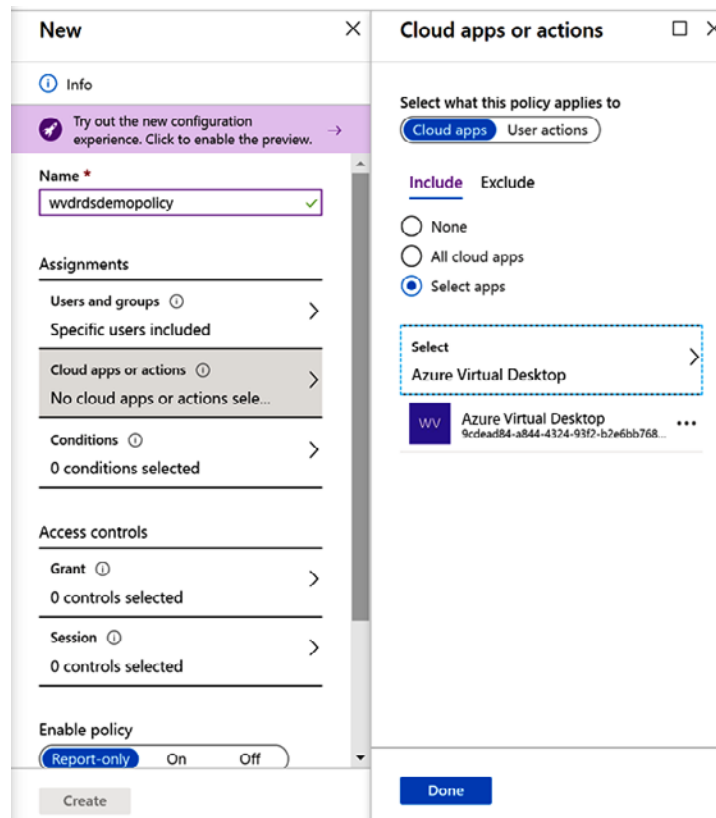 New
Info
Try out the new configuration
experience. Click to enable the preview.
Name *
wvdrdsdemopolicy
Assignments
Users and groups
Specific users included
Cloud apps or actions
No cloud apps or actions sele...
Conditions
0 conditions selected
Access controls
Grant
0 controls selected
Session
0 controls selected
Enable policy
Report-only On Off
Create
Cloud apps or actions
Select what this policy applies to
Cloud apps User actions
Include Exclude
None
All cloud apps
Select apps
Select
Azure Virtual Desktop
WV
Azure Virtual Desktop
9cdead84-a844-4324-93f2-b2e6bb768...
Done